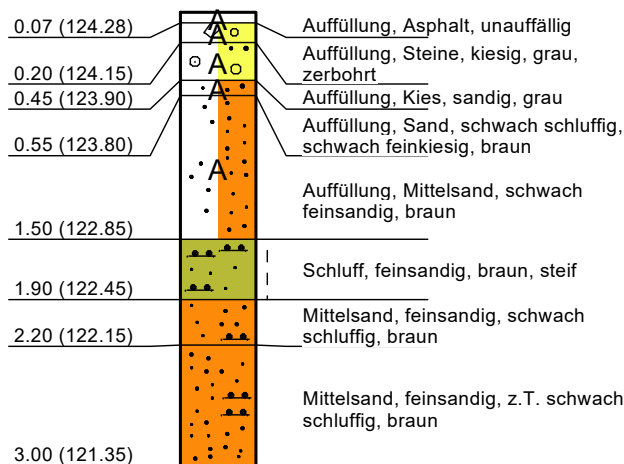 0.07 (124.28)
Auffüllung, Asphalt, unauffällig
A
A
0.20 (124.15)
Auffüllung, Steine, kiesig, grau,
zerbohrt
A
0.45 (123.90)
Auffüllung, Kies, sandig, grau
A
0.55 (123.80)
Auffüllung, Sand, schwach schluffig,
schwach feinkiesig, braun
A
1.50 (122.85)
Auffüllung, Mittelsand, schwach
feinsandig, braun
1.90 (122.45)
Schluff, feinsandig, braun, steif
2.20 (122.15)
Mittelsand, feinsandig, schwach
schluffig, braun
3.00 (121.35)
Mittelsand, feinsandig, z.T. schwach
schluffig, braun